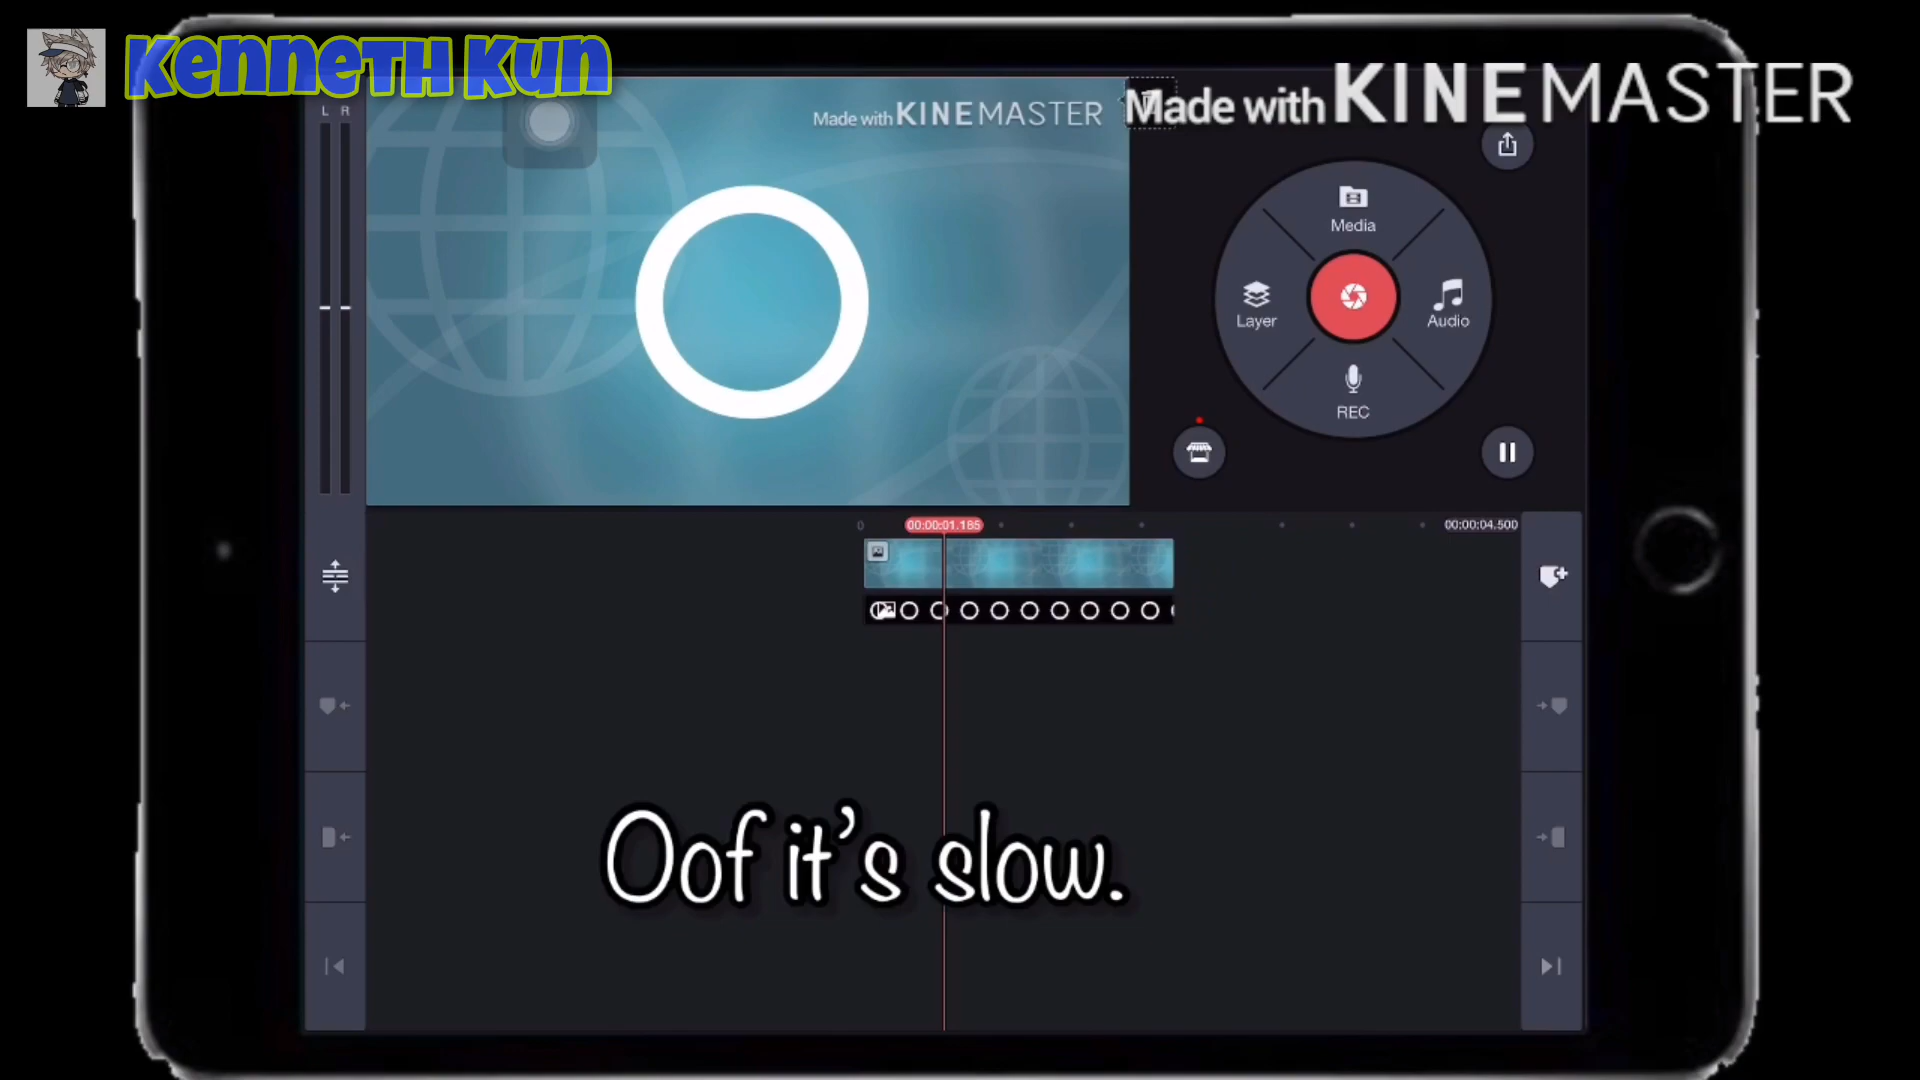 Kenneth Kun
Made with KINEMASTER
Made with KINEMASTER
L R
Media
Layer
Audio
REC
0
00:00:01.185
00:00:04.500
Oof it's slow.